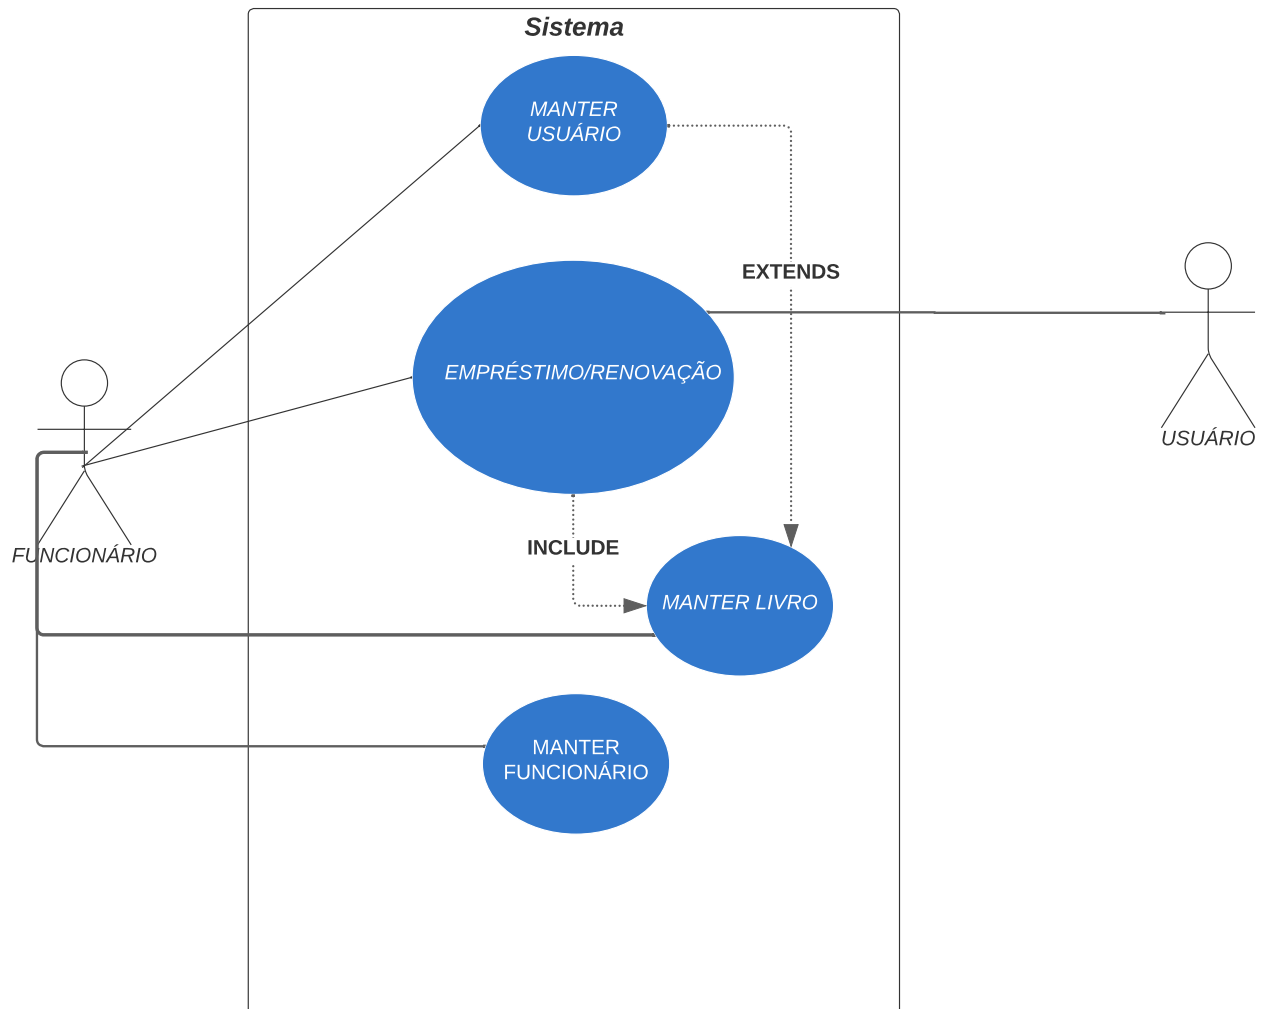 Sistema
MANTER
USUÁRIO
EXTENDS
EMPRÉSTIMO/RENOVAÇÃO
USUÁRIO
FUNCIONÁRIO
INCLUDE
MANTER LIVRO
MANTER
FUNCIONÁRIO